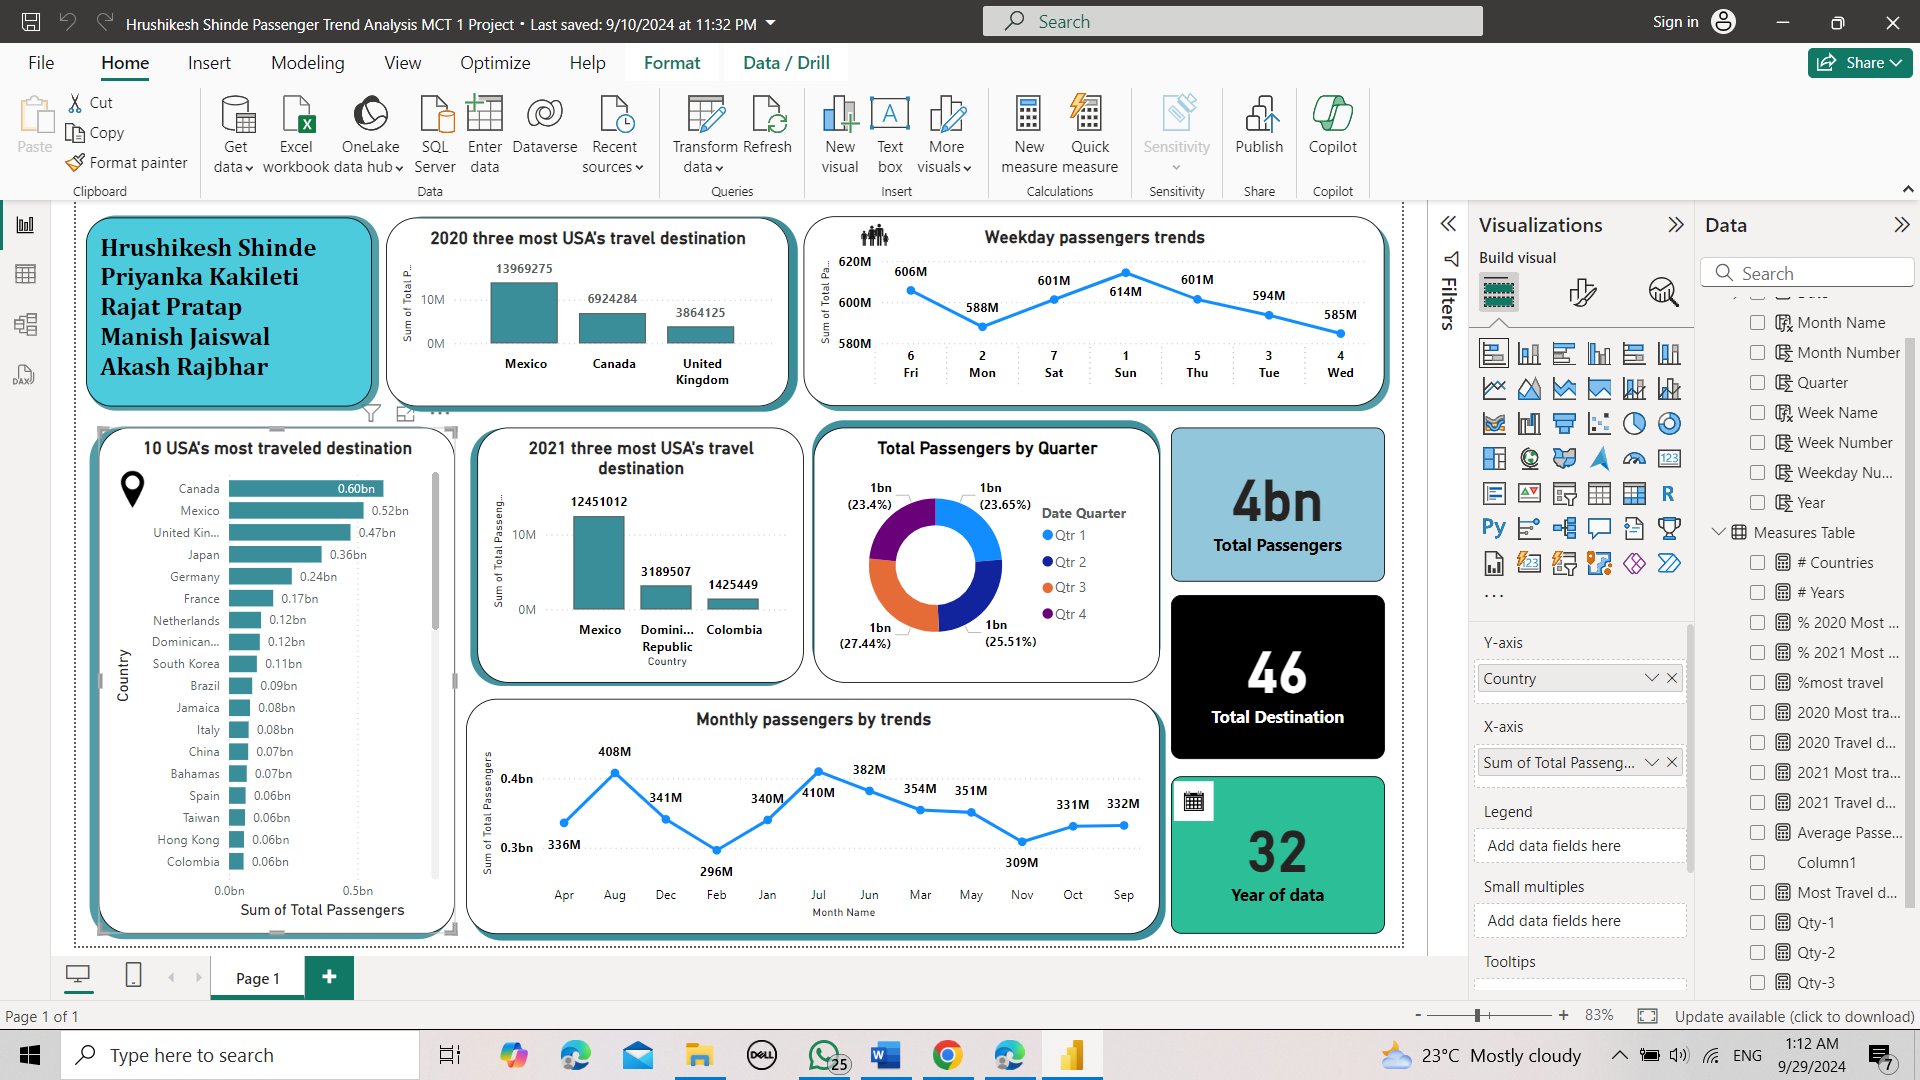 Hrushikesh Shinde Passenger Trend Analysis MCT 1 Project • Last saved: 9/10/2024 at 11:32 PM
Search
Sign in
File Home Insert Modeling View Optimize Help Format Data / Drill
Share
Paste
Cut
Copy
Format painter
Clipboard
Get data
Excel workbook
OneLake data hub
SQL Server
Enter data
Dataverse
Recent sources
Data
Transform data
Refresh
Queries
New visual
Text box
More visuals
Insert
New measure
Quick measure
Calculations
Sensitivity
Sensitivity
Publish
Share
Copilot
Copilot
DAX
Hrushikesh Shinde
Priyanka Kakileti
Rajat Pratap
Manish Jaiswal
Akash Rajbhar
2020 three most USA's travel destination
Sum of Total P...
10M
0M
13969275
6924284
3864125
Mexico
Canada
United Kingdom
Weekday passengers trends
Sum of Total Pa...
620M
600M
580M
606M
588M
601M
614M
601M
594M
585M
6 2 7 1 5 3 4
Fri Mon Sat Sun Thu Tue Wed
10 USA's most traveled destination
Country
Canada 0.60bn
Mexico 0.52bn
United Kin... 0.47bn
Japan 0.36bn
Germany 0.24bn
France 0.17bn
Netherlands 0.12bn
Dominican... 0.12bn
South Korea 0.11bn
Brazil 0.09bn
Jamaica 0.08bn
Italy 0.08bn
China 0.07bn
Bahamas 0.07bn
Spain 0.06bn
Taiwan 0.06bn
Hong Kong 0.06bn
Colombia 0.06bn
0.0bn 0.5bn
Sum of Total Passengers
2021 three most USA's travel
destination
Sum of Total Passeng...
10M
0M
12451012
3189507
1425449
Mexico
Domini... Republic
Colombia
Country
Total Passengers by Quarter
1bn
(23.4%)
1bn
(23.65%)
1bn
(27.44%)
1bn
(25.51%)
Date Quarter
Qtr 1
Qtr 2
Qtr 3
Qtr 4
4bn
Total Passengers
46
Total Destination
32
Year of data
Monthly passengers by trends
Sum of Total Passengers
0.4bn
0.3bn
336M
408M
341M
296M
340M
410M
382M
354M
351M
309M
331M
332M
Apr Aug Dec Feb Jan Jul Jun Mar May Nov Oct Sep
Month Name
Filters
Visualizations
Build visual
123
R
Py
123
...
Y-axis
Country
X-axis
Sum of Total Passeng...
Legend
Add data fields here
Small multiples
Add data fields here
Tooltips
Data
Search
Month Name
Month Number
Quarter
Week Name
Week Number
Weekday Nu...
Year
Measures Table
# Countries
# Years
% 2020 Most ...
% 2021 Most ...
%most travel
2020 Most tra...
2020 Travel d...
2021 Most tra...
2021 Travel d...
Average Passe...
Column1
Most Travel d...
Qty-1
Qty-2
Qty-3
Page 1
Page 1 of 1
- + 83%
Update available (click to download)
Type here to search
DELL
25
23°C Mostly cloudy
ENG
1:12 AM
9/29/2024
7